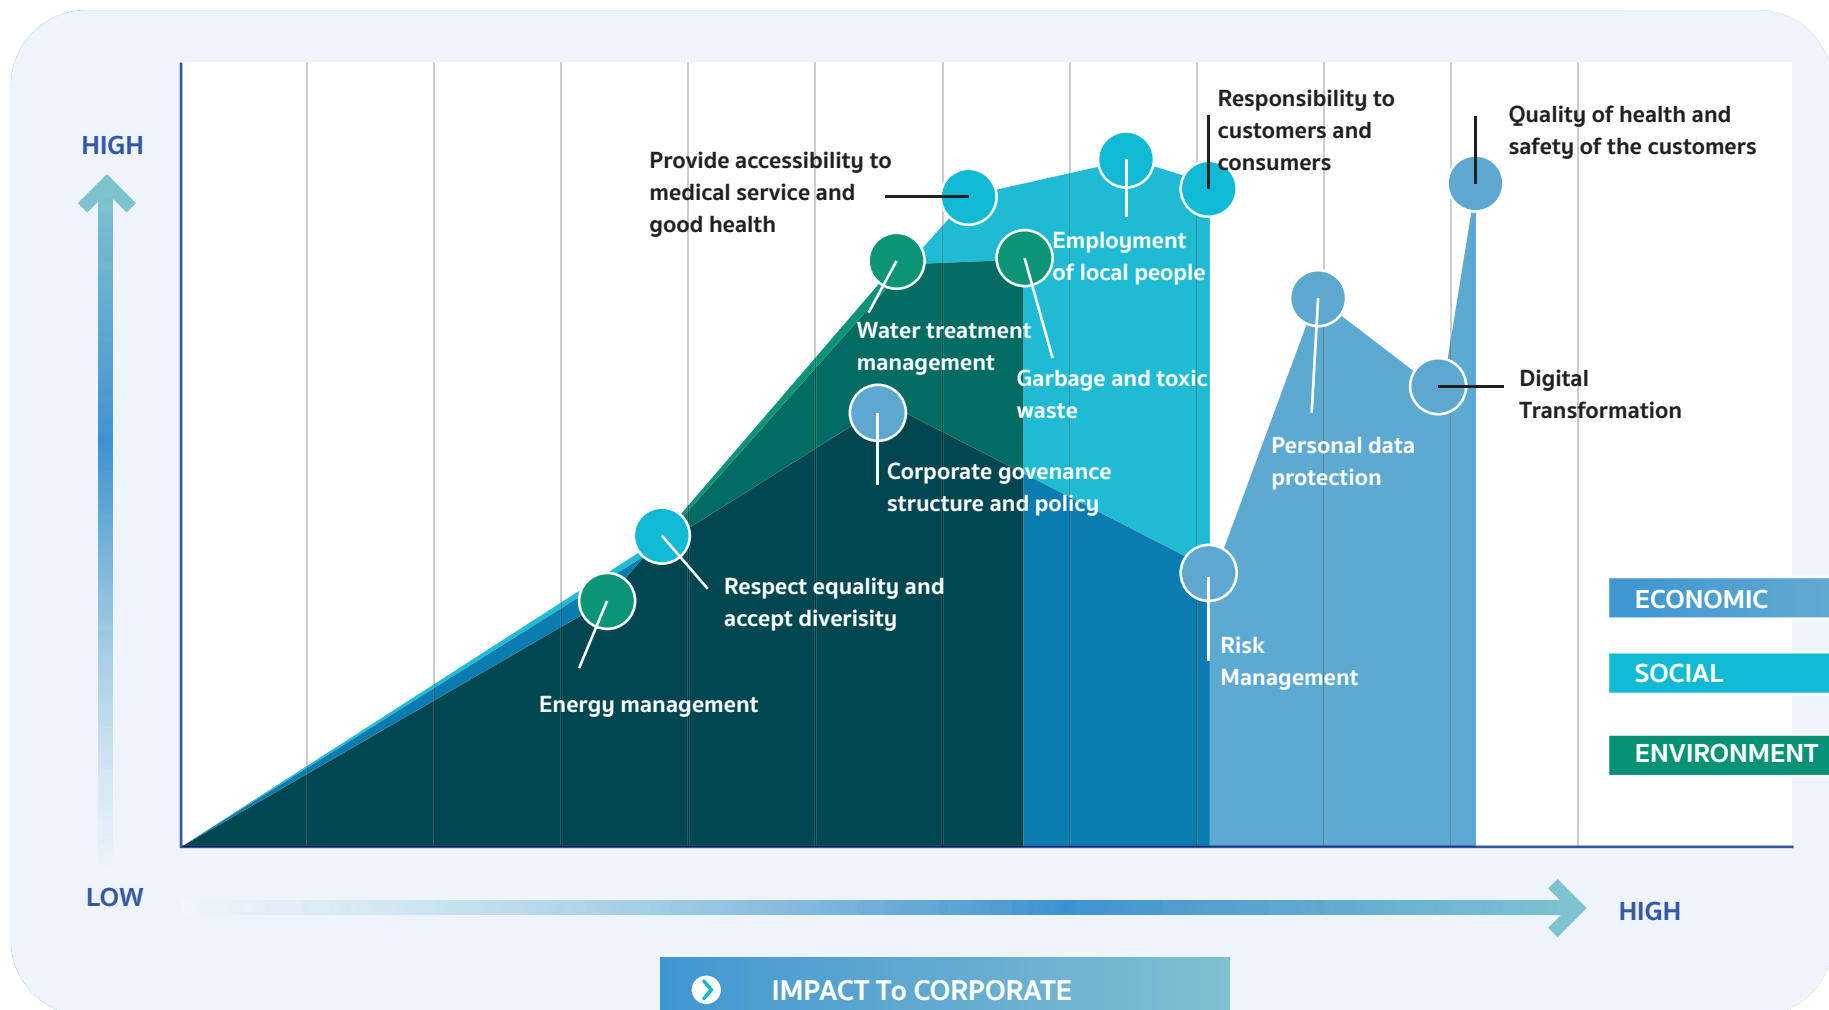 HIGH
Provide accessibility to
medical service and
good health
Responsibility to
customers and
consumers
Quality of health and
safety of the customers
Employment
of local people
Water treatment
management
Garbage and toxic
waste
Digital
Transformation
Corporate govenance
structure and policy
Personal data
protection
Respect equality and
accept diverisity
Risk
Management
Energy management
ECONOMIC
SOCIAL
ENVIRONMENT
LOW
HIGH
IMPACT To CORPORATE